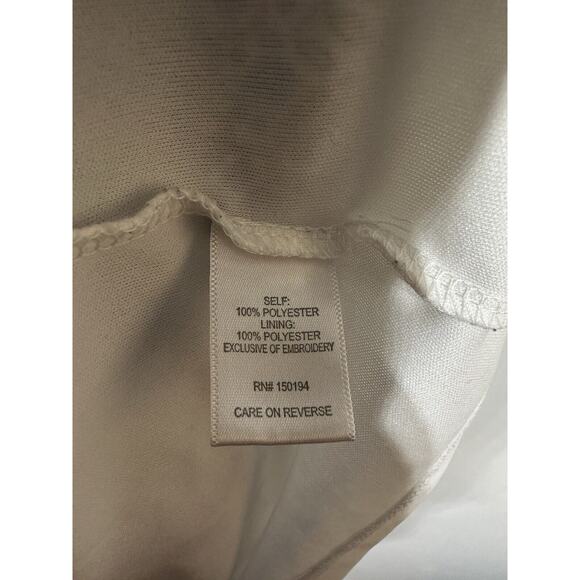 SELF:
100% POLYESTER
LINING:
100% POLYESTER
EXCLUSIVE OF EMBROIDERY
RN# 150194
CARE ON REVERSE